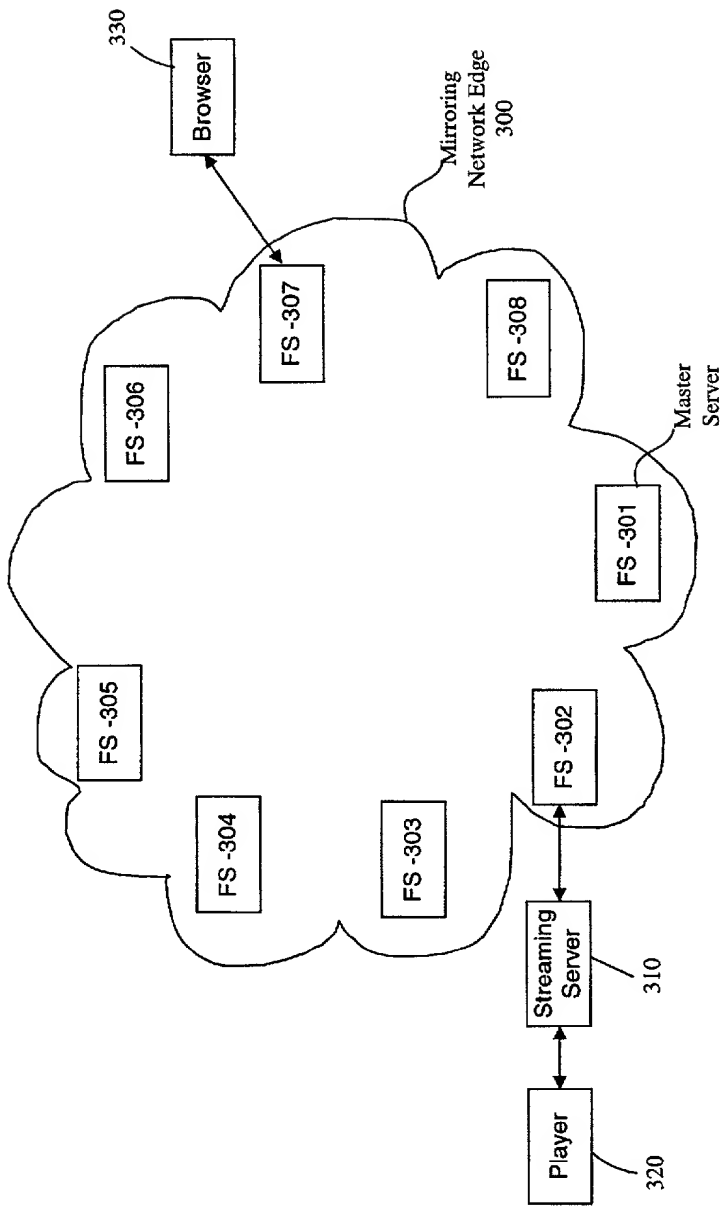 330
Browser
Mirroring
Network Edge
300
FS -307
FS -306
FS -308
FS -305
FS -301
Master
Server
FS -304
FS -303
FS -302
Streaming
Server
310
Player
320